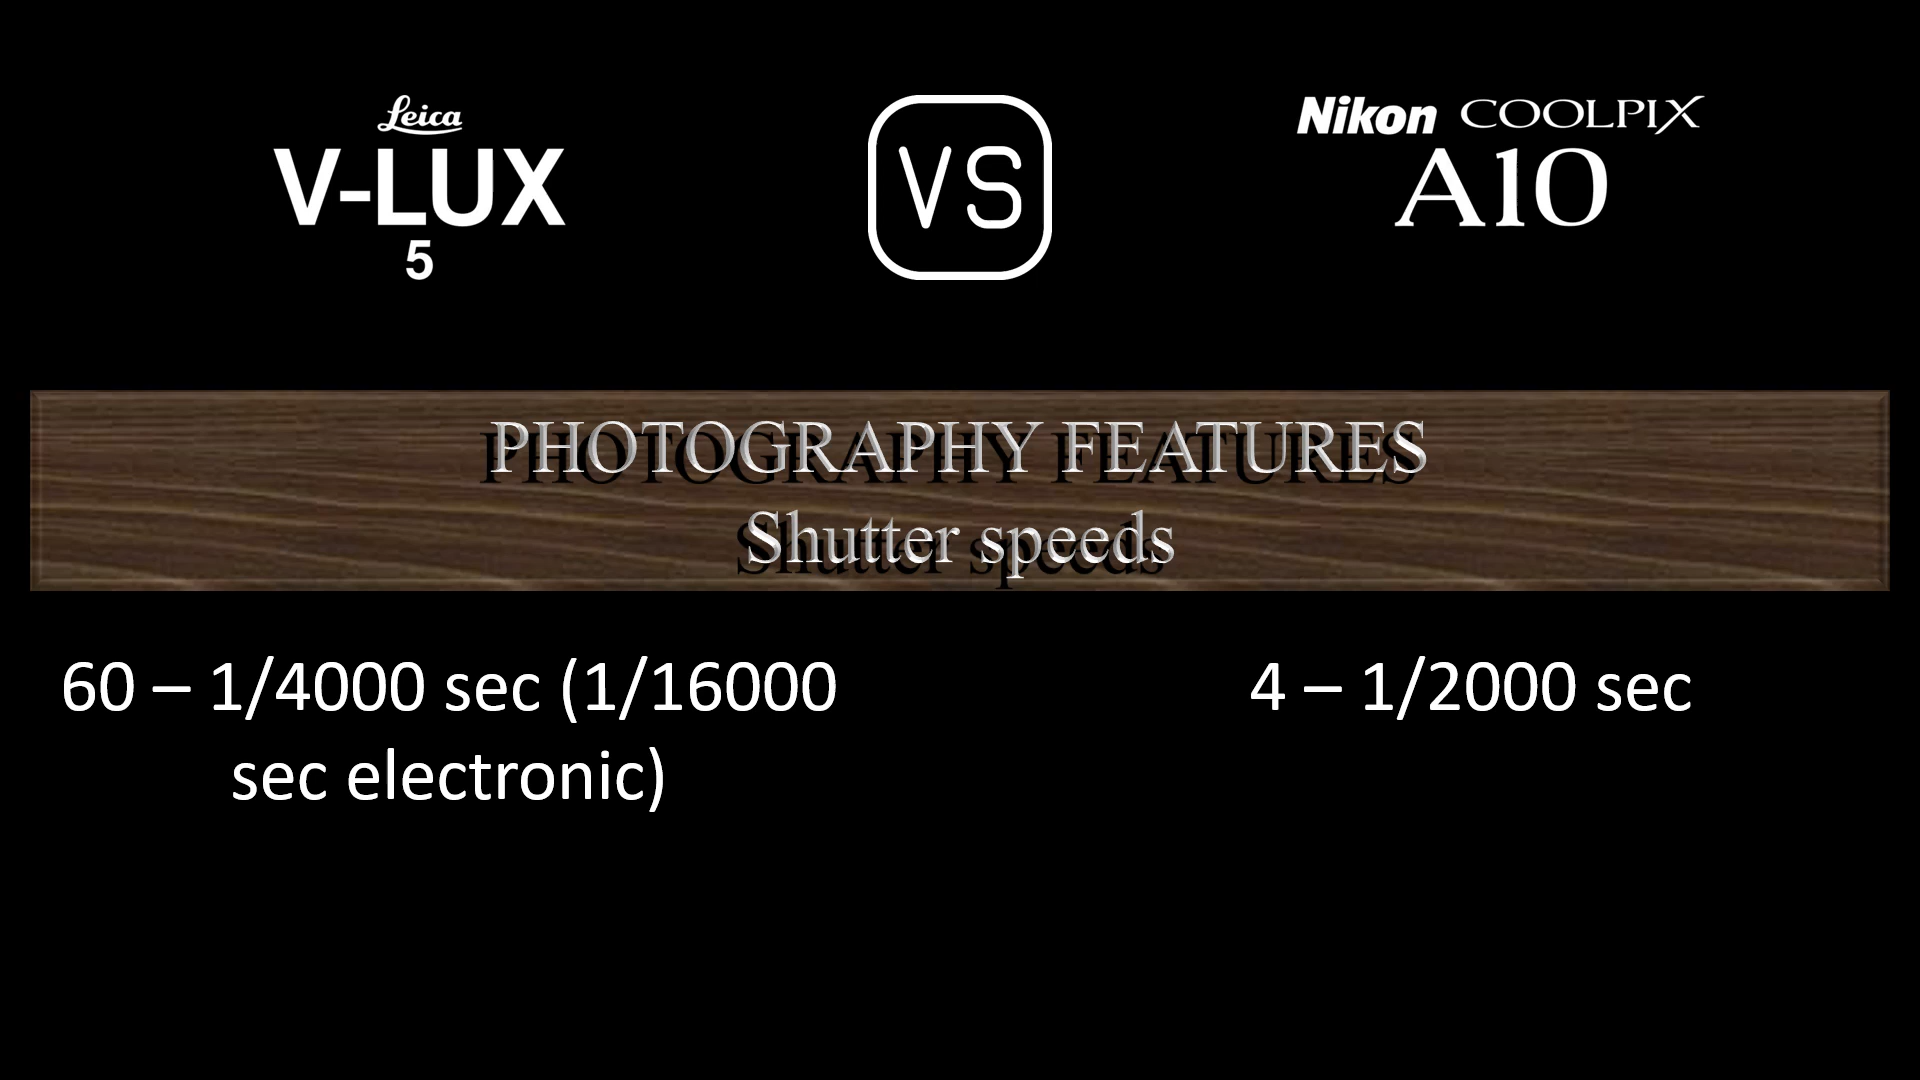 Leica
V-LUX
5
VS
Nikon COOLPIX
A10
PHOTOGRAPHY FEATURES
Shutter speeds
60 – 1/4000 sec (1/16000
sec electronic)
4 – 1/2000 sec